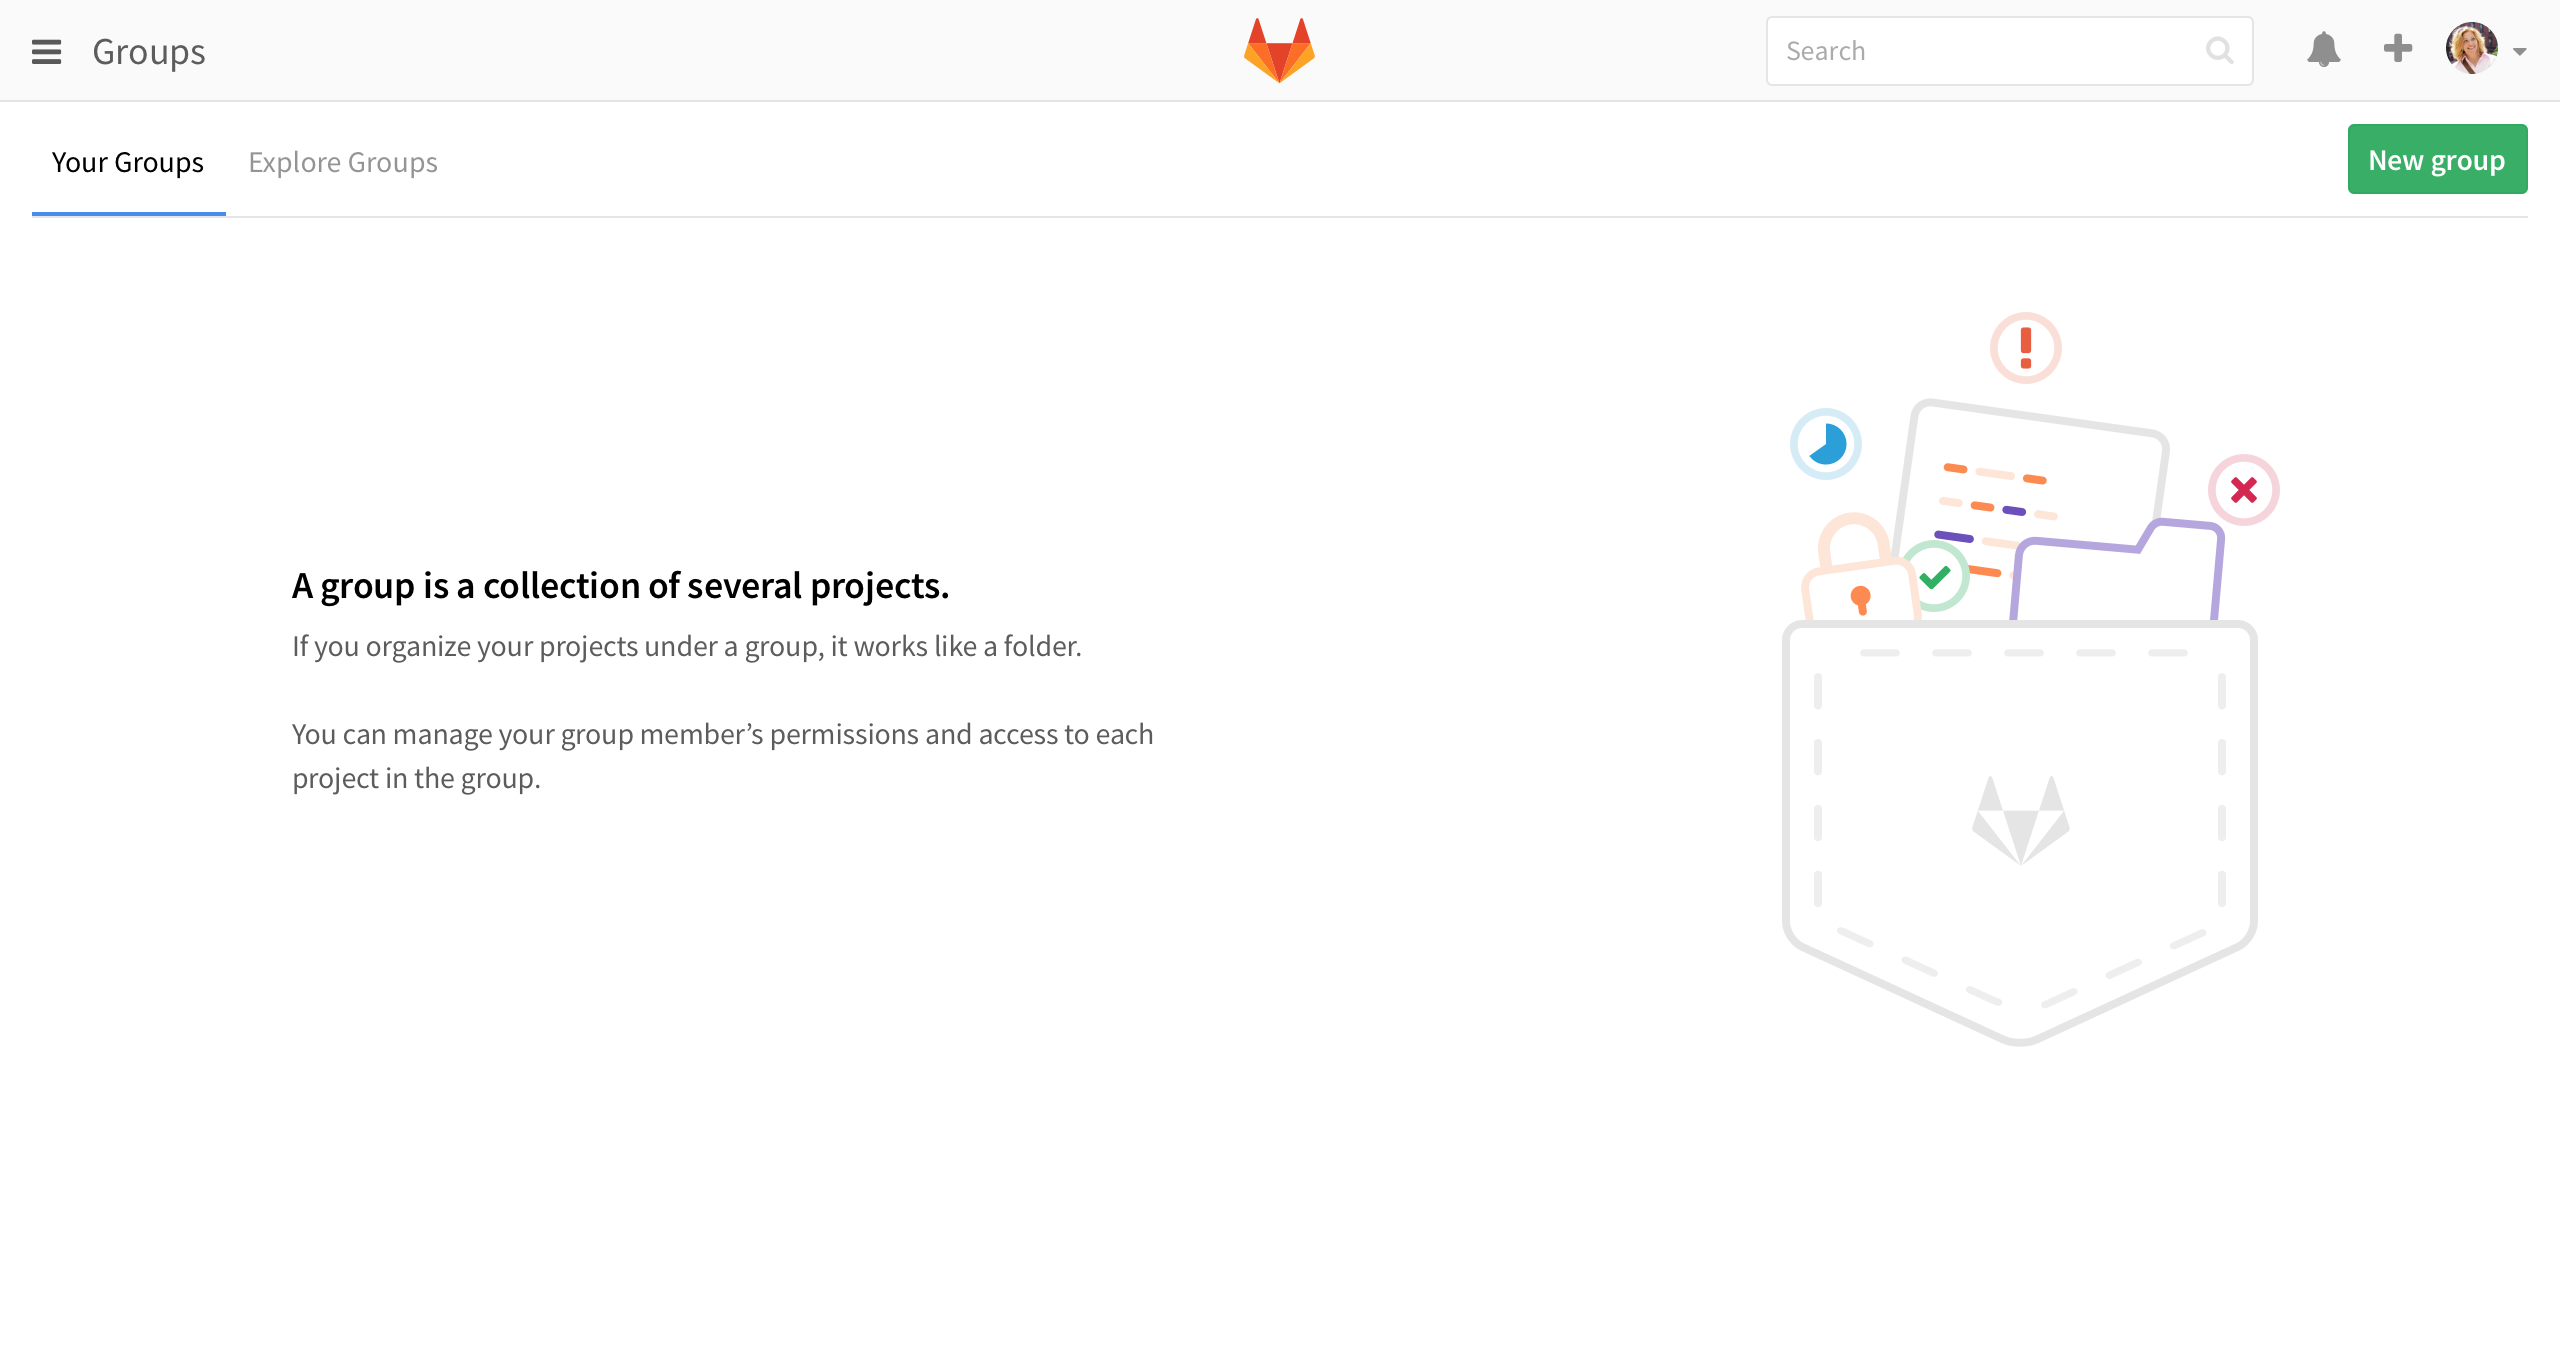 Groups
Search
Your Groups
Explore Groups
New group
A group is a collection of several projects.
If you organize your projects under a group, it works like a folder.
You can manage your group member’s permissions and access to each
project in the group.